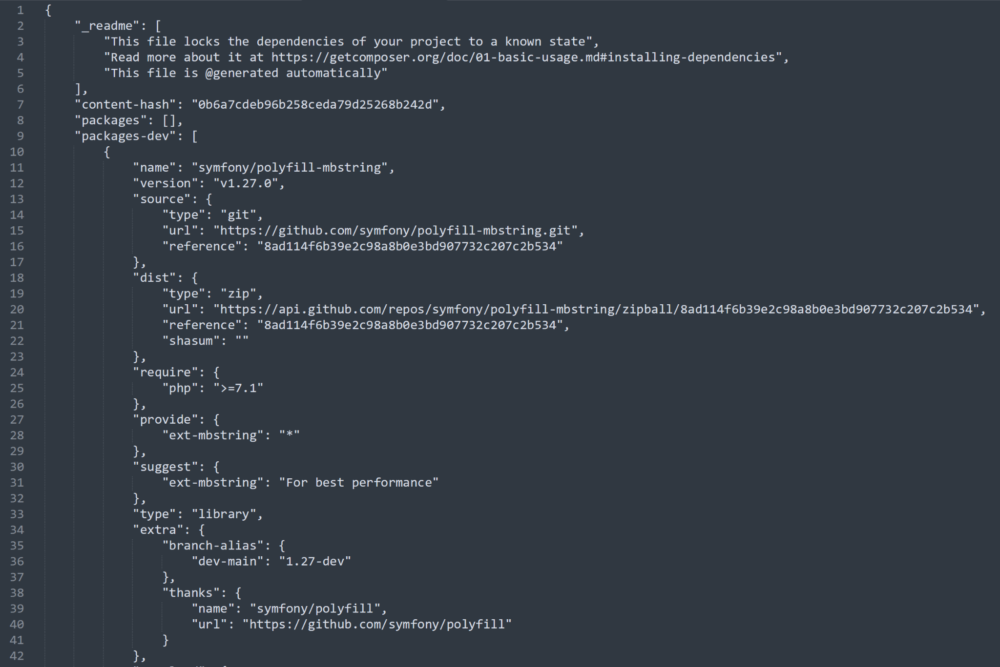 1 {
2 "_readme": [
3 "This file locks the dependencies of your project to a known state",
4 "Read more about it at https://getcomposer.org/doc/01-basic-usage.md#installing-dependencies",
5 "This file is @generated automatically"
6 ],
7 "content-hash": "0b6a7cdeb96b258ceda79d25268b242d",
8 "packages": [],
9 "packages-dev": [
10 {
11 "name": "symfony/polyfill-mbstring",
12 "version": "v1.27.0",
13 "source": {
14 "type": "git",
15 "url": "https://github.com/symfony/polyfill-mbstring.git",
16 "reference": "8ad114f6b39e2c98a8b0e3bd907732c207c2b534"
17 },
18 "dist": {
19 "type": "zip",
20 "url": "https://api.github.com/repos/symfony/polyfill-mbstring/zipball/8ad114f6b39e2c98a8b0e3bd907732c207c2b534",
21 "reference": "8ad114f6b39e2c98a8b0e3bd907732c207c2b534",
22 "shasum": ""
23 },
24 "require": {
25 "php": ">=7.1"
26 },
27 "provide": {
28 "ext-mbstring": "*"
29 },
30 "suggest": {
31 "ext-mbstring": "For best performance"
32 },
33 "type": "library",
34 "extra": {
35 "branch-alias": {
36 "dev-main": "1.27-dev"
37 },
38 "thanks": {
39 "name": "symfony/polyfill",
40 "url": "https://github.com/symfony/polyfill"
41 }
42 },